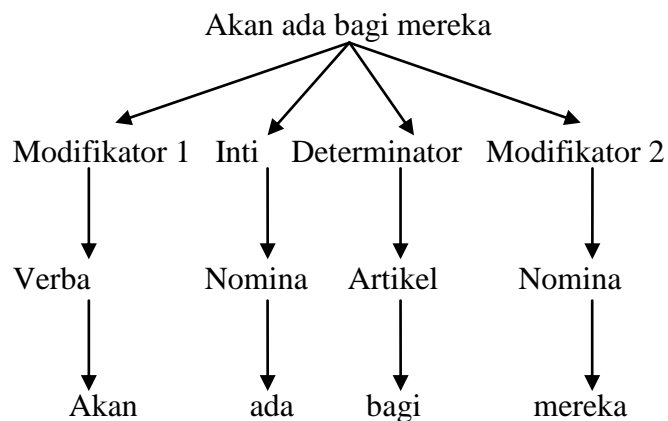 Akan ada bagi mereka
Modifikator 1 Inti Determinator Modifikator 2
Verba Nomina Artikel Nomina
Akan ada bagi mereka